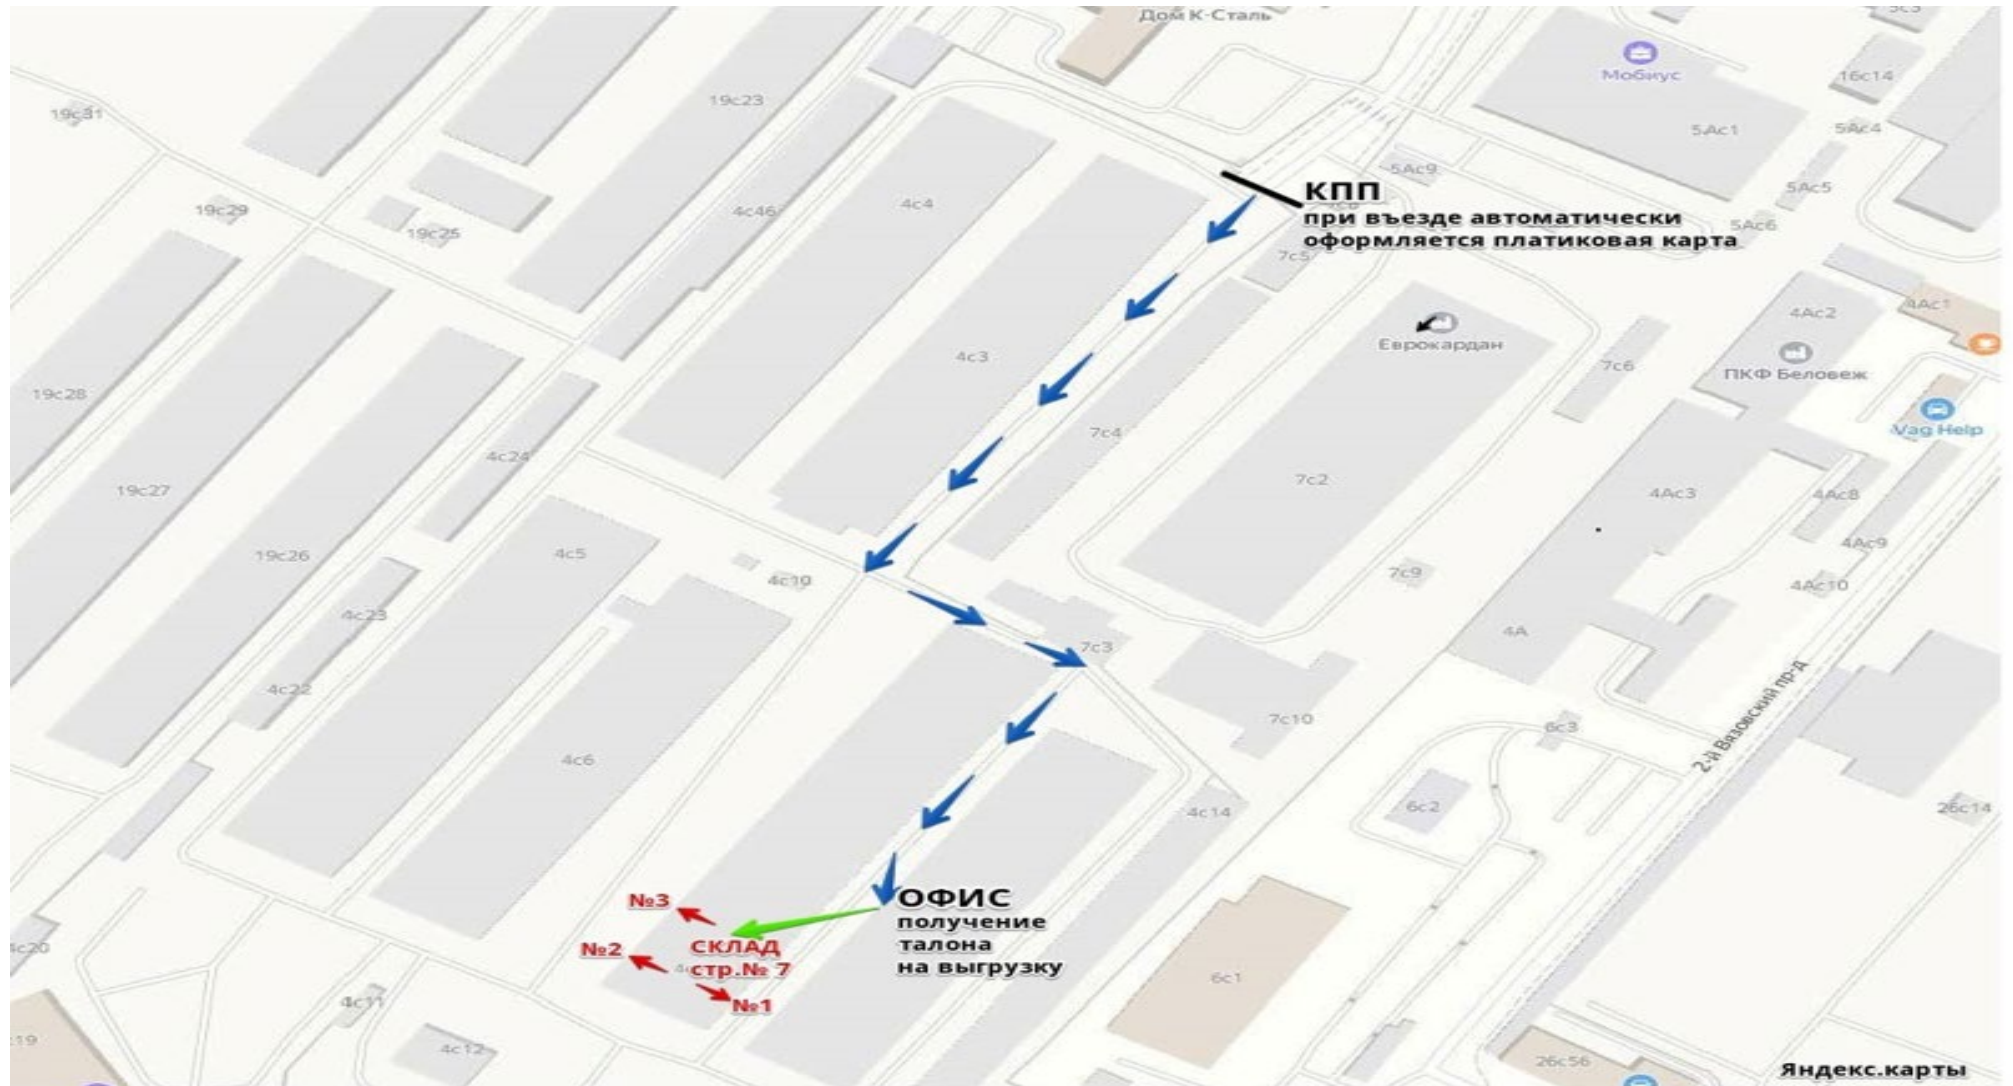 Дом К-Сталь
5с3
Мобиус
16с14
19с31
19с23
5Ас1
5Ас4
5Ас9
КПП
при въезде автоматически
оформляется платиковая карта
5Ас5
5Ас6
19с29
19с25
4с46
4с4
7с5
4Ас1
4Ас2
Еврокардан
4с3
7с6
ПКФ Беловеж
19с28
Vag Help
7с4
4с24
7с2
19с27
4Ас3
4Ас8
4Ас9
19с26
4с5
4с10
7с9
4Ас10
4с23
4А
7с3
4с22
2-й Вязовский пр-д
7с10
6с3
4с6
6с2
4с14
26с14
№3
ОФИС
получение
талона
на выгрузку
№2
СКЛАД
стр.№ 7
4с20
6с1
№1
4с11
4с12
26с56
Яндекс.карты